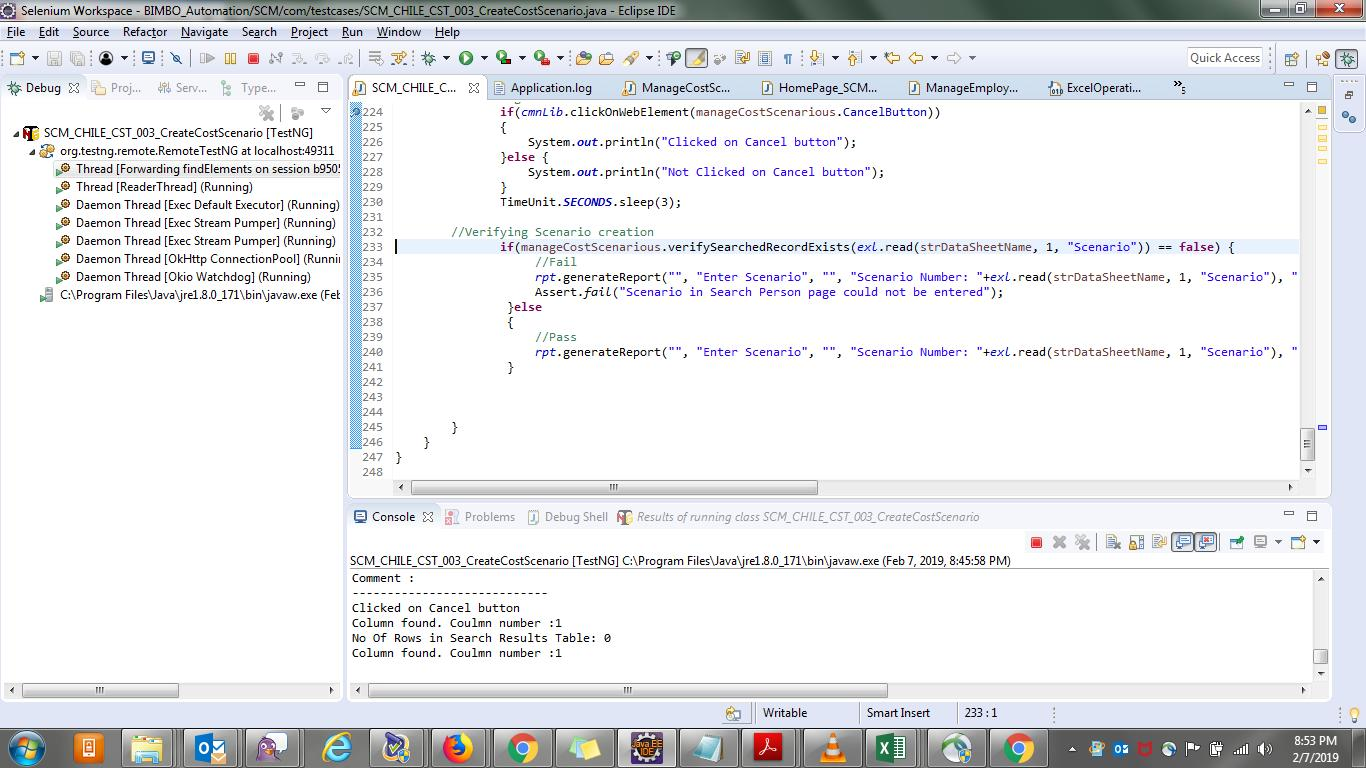 Selenium Workspace - BIMBO_Automation/SCM/com/testcases/SCM_CHILE_CST_003_CreateCostScenario.java - Eclipse IDE
File Edit Source Refactor Navigate Search Project Run Window Help
Quick Access
Debug Proj... Serv... Type...
SCM_CHILE_C... Application.log ManageCostSc... HomePage_SCM... ManageEmploy... ExcelOperati... »5
SCM_CHILE_CST_003_CreateCostScenario [TestNG]
org.testng.remote.RemoteTestNG at localhost:49311
Thread [Forwarding findElements on session b905
Thread [ReaderThread] (Running)
Daemon Thread [Exec Default Executor] (Running)
Daemon Thread [Exec Stream Pumper] (Running)
Daemon Thread [Exec Stream Pumper] (Running)
Daemon Thread [OkHttp ConnectionPool] (Runnin
Daemon Thread [Okio Watchdog] (Running)
C:\Program Files\Java\jre1.8.0_171\bin\javaw.exe (Feb
224 if(cmnLib.clickOnWebElement(manageCostScenarious.CancelButton))
225 {
226 System.out.println("Clicked on Cancel button");
227 }else {
228 System.out.println("Not Clicked on Cancel button");
229 }
230 TimeUnit.SECONDS.sleep(3);
231
232 //Verifying Scenario creation
233 if(manageCostScenarious.verifySearchedRecordExists(exl.read(strDataSheetName, 1, "Scenario")) == false) {
234 //Fail
235 rpt.generateReport("", "Enter Scenario", "", "Scenario Number: "+exl.read(strDataSheetName, 1, "Scenario"), "
236 Assert.fail("Scenario in Search Person page could not be entered");
237 }else
238 {
239 //Pass
240 rpt.generateReport("", "Enter Scenario", "", "Scenario Number: "+exl.read(strDataSheetName, 1, "Scenario"), "
241 }
242
243
244
245 }
246 }
247 }
248
Console Problems Debug Shell Results of running class SCM_CHILE_CST_003_CreateCostScenario
SCM_CHILE_CST_003_CreateCostScenario [TestNG] C:\Program Files\Java\jre1.8.0_171\bin\javaw.exe (Feb 7, 2019, 8:45:58 PM)
Comment :
----------------------------
Clicked on Cancel button
Column found. Coulmn number :1
No Of Rows in Search Results Table: 0
Column found. Coulmn number :1
Writable Smart Insert 233 : 1
Java EE
IDE
8:53 PM
2/7/2019